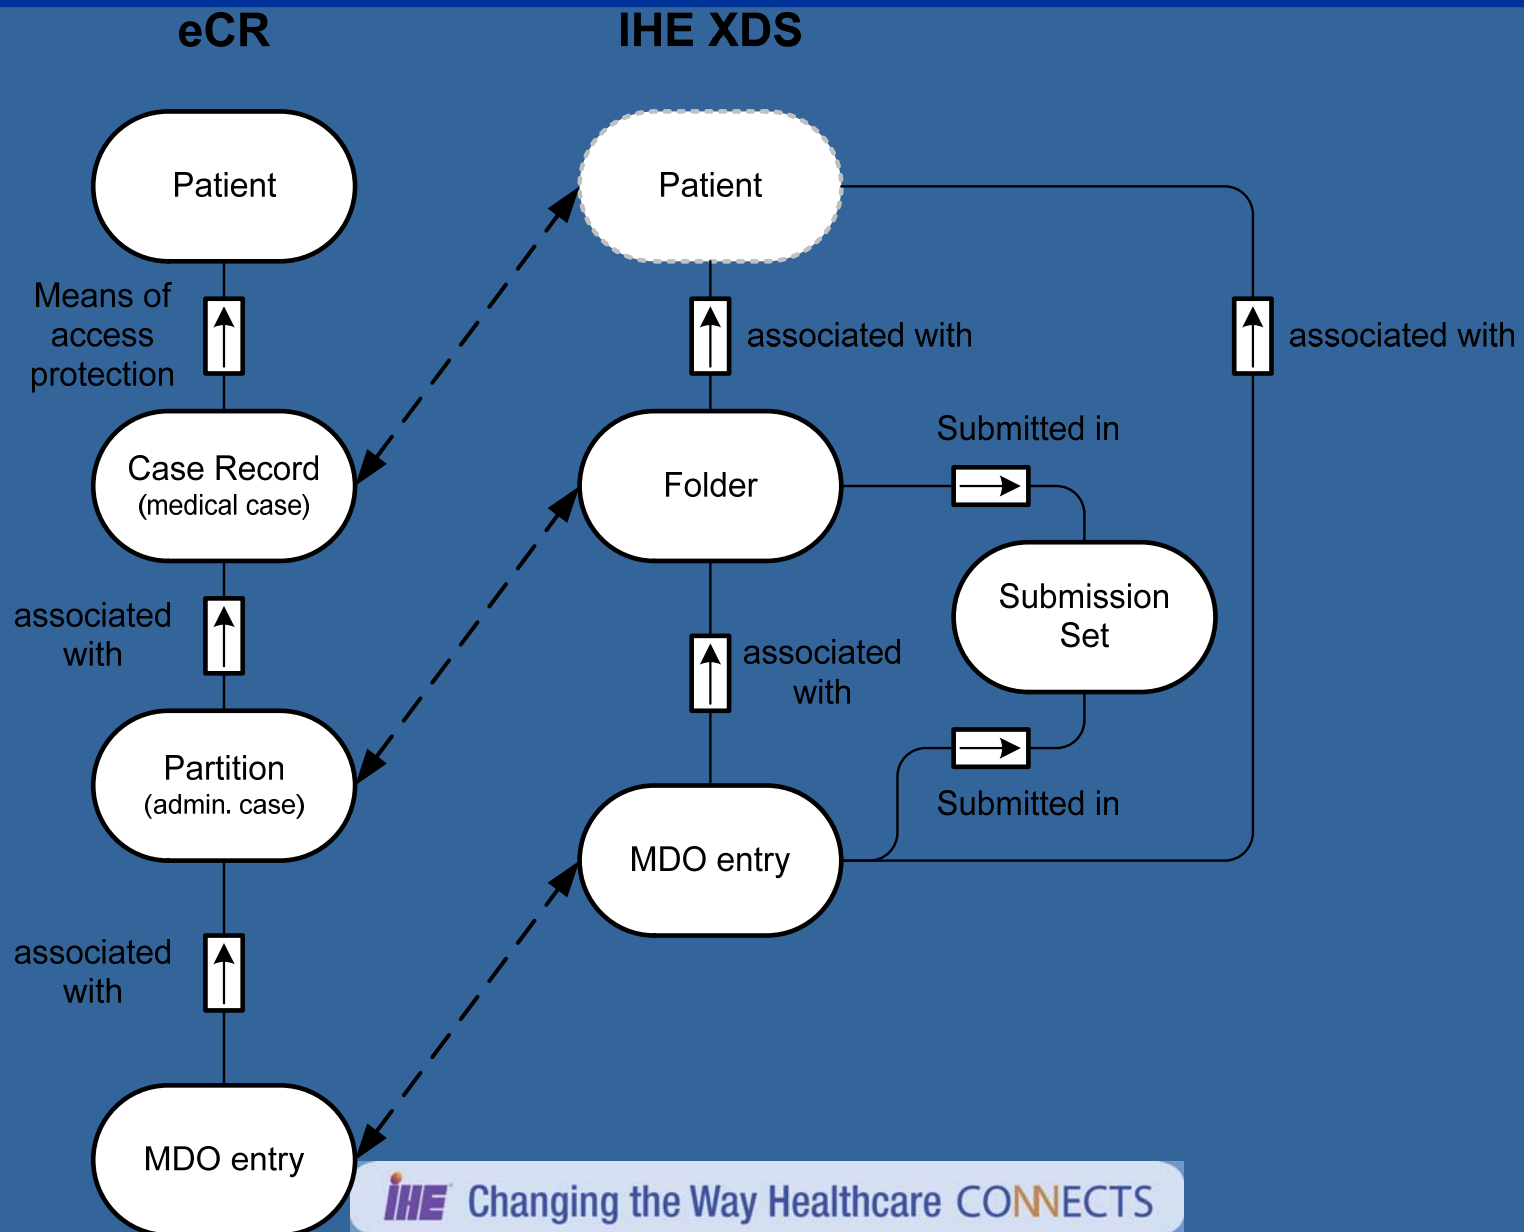 eCR
IHE XDS
Patient
Patient
Means of
access
protection
associated with
associated with
Case Record
(medical case)
Folder
Submitted in
associated
with
Submission
Set
associated
with
Partition
(admin. case)
Submitted in
MDO entry
associated
with
MDO entry
IHE Changing the Way Healthcare CONNECTS